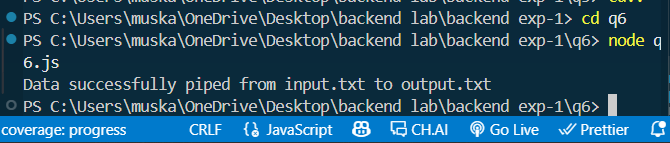 PS C:\Users\muska\OneDrive\Desktop\backend lab\backend exp-1> cd q6
PS C:\Users\muska\OneDrive\Desktop\backend lab\backend exp-1\q6> node q
6.js
Data successfully piped from input.txt to output.txt
PS C:\Users\muska\OneDrive\Desktop\backend lab\backend exp-1\q6>
coverage: progress CRLF {} JavaScript CH.AI Go Live Prettier